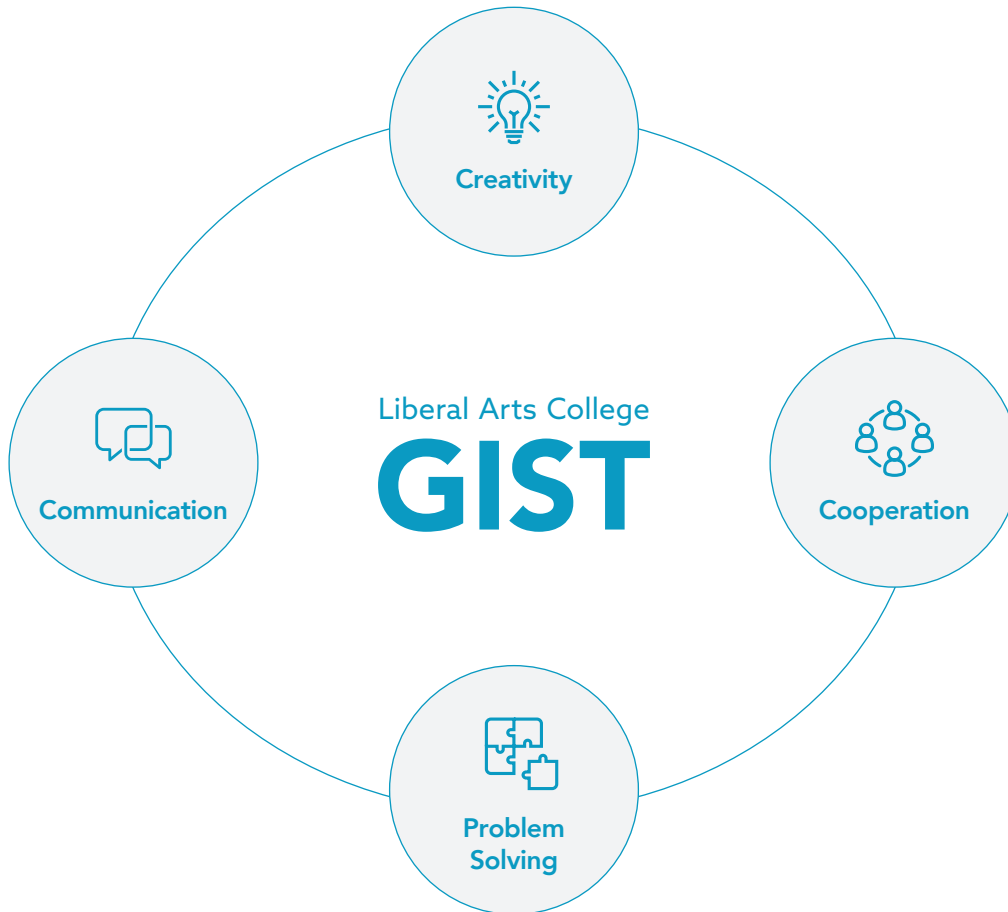 Creativity
Liberal Arts College
GIST
Communication
Cooperation
Problem
Solving